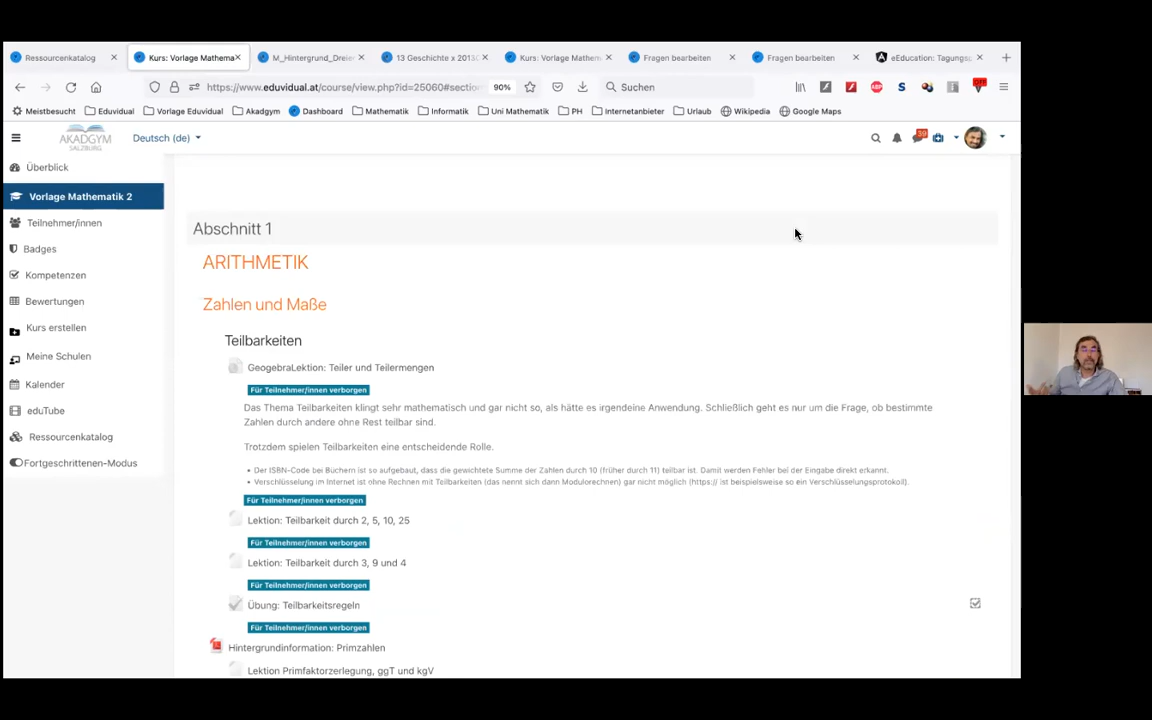 Ressourcenkatalog
Kurs: Vorlage Mathema
M_Hintergrund_Dreie
13 Geschichte x 2013
Kurs: Vorlage Mathem
Fragen bearbeiten
Fragen bearbeiten
eEducation: Tagungs
https://www.eduvidual.at/course/view.php?id=25060#sectio
90%
Suchen
OFF
Meistbesucht
Eduvidual
Vorlage Eduvidual
Akadgym
Dashboard
Mathematik
Informatik
Uni Mathematik
PH
Internetanbieter
Urlaub
Wikipedia
Google Maps
AKADGYM
SALZBURG
Deutsch (de)
Überblick
Vorlage Mathematik 2
Teilnehmer/innen
Badges
Kompetenzen
Bewertungen
Kurs erstellen
Meine Schulen
Kalender
eduTube
Ressourcenkatalog
Fortgeschrittenen-Modus
Abschnitt 1
ARITHMETIK
Zahlen und Maße
Teilbarkeiten
GeogebraLektion: Teiler und Teilermengen
Für Teilnehmer/innen verborgen
Das Thema Teilbarkeiten klingt sehr mathematisch und gar nicht so, als hätte es irgendeine Anwendung. Schließlich geht es nur um die Frage, ob bestimmte
Zahlen durch andere ohne Rest teilbar sind.
Trotzdem spielen Teilbarkeiten eine entscheidende Rolle.
• Der ISBN-Code bei Büchern ist so aufgebaut, dass die gewichtete Summe der Zahlen durch 10 (früher durch 11) teilbar ist. Damit werden Fehler bei der Eingabe direkt erkannt.
• Verschlüsselung im Internet ist ohne Rechnen mit Teilbarkeiten (das nennt sich dann Modulorechnen) gar nicht möglich (https:// ist beispielsweise so ein Verschlüsselungsprotokoll).
Für Teilnehmer/innen verborgen
Lektion: Teilbarkeit durch 2, 5, 10, 25
Für Teilnehmer/innen verborgen
Lektion: Teilbarkeit durch 3, 9 und 4
Für Teilnehmer/innen verborgen
Übung: Teilbarkeitsregeln
Für Teilnehmer/innen verborgen
Hintergrundinformation: Primzahlen
Lektion Primfaktorzerlegung, ggT und kgV